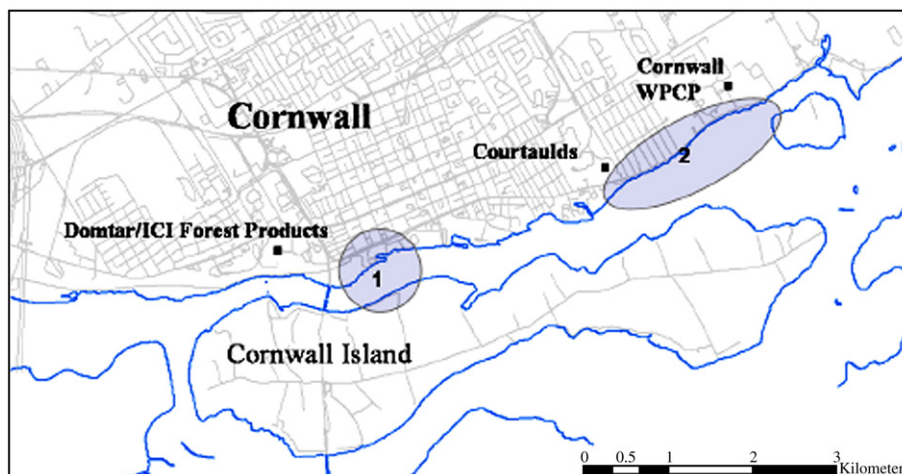 Cornwall
WPCP
Cornwall
Courtaulds
2
Domtar/ICI Forest Products
1
Cornwall Island
0 0.5 1 2 3
Kilometer